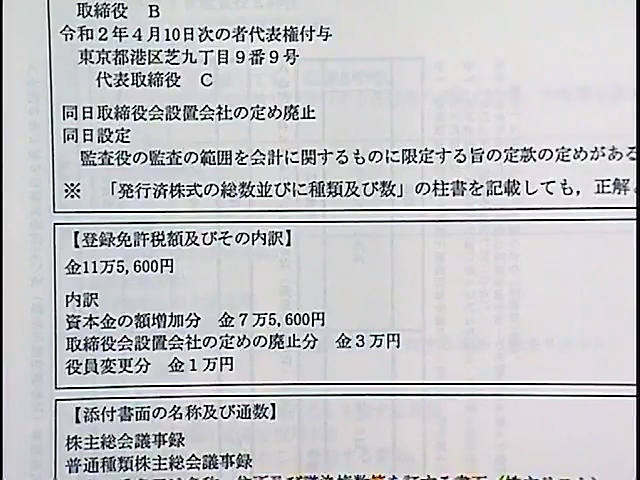 取締役　B
令和２年４月10日次の者代表権付与
東京都港区芝九丁目９番９号
代表取締役　C
同日取締役会設置会社の定め廃止
同日設定
監査役の監査の範囲を会計に関するものに限定する旨の定款の定めがある
※　「発行済株式の総数並びに種類及び数」の柱書を記載しても，正解
【登録免許税額及びその内訳】
金11万5,600円
内訳
資本金の額増加分　金７万5,600円
取締役会設置会社の定めの廃止分　金３万円
役員変更分　金１万円
【添付書面の名称及び通数】
株主総会議事録
普通種類株主総会議事録